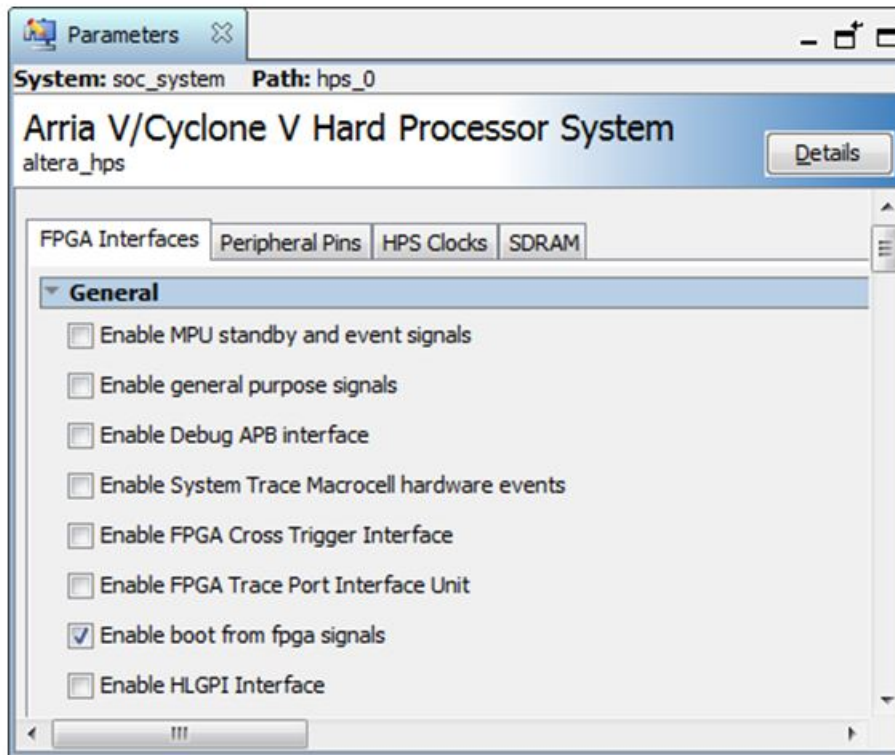 Parameters
System: soc_system Path: hps_0
Arria V/Cyclone V Hard Processor System
altera_hps
Details
FPGA Interfaces Peripheral Pins HPS Clocks SDRAM
General
Enable MPU standby and event signals
Enable general purpose signals
Enable Debug APB interface
Enable System Trace Macrocell hardware events
Enable FPGA Cross Trigger Interface
Enable FPGA Trace Port Interface Unit
Enable boot from fpga signals
Enable HLGPI Interface